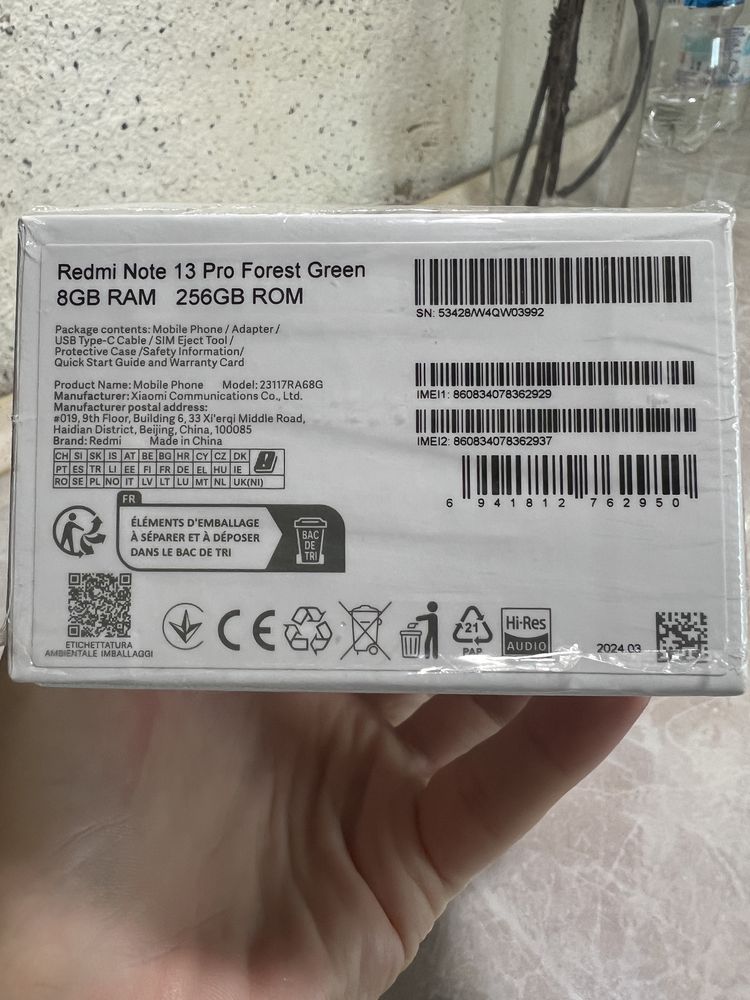 Redmi Note 13 Pro Forest Green
8GB RAM 256GB ROM
Package contents: Mobile Phone / Adapter /
USB Type-C Cable / SIM Eject Tool /
Protective Case /Safety Information/
Quick Start Guide and Warranty Card
Product Name: Mobile Phone Model: 23117RA68G
Manufacturer: Xiaomi Communications Co., Ltd.
Manufacturer postal address:
#019, 9th Floor, Building 6, 33 Xi'erqi Middle Road,
Haidian District, Beijing, China, 100085
Brand: Redmi Made in China
CH SI SK IS AT BE BG HR CY CZ DK
PT ES TR LI EE FI FR DE EL HU IE
RO SE PL NO IT LV LT LU MT NL UK(NI)
FR
ÉLÉMENTS D'EMBALLAGE
À SÉPARER ET À DÉPOSER
DANS LE BAC DE TRI
BAC
DE
TRI
ETICHETTATURA
AMBIENTALE IMBALLAGGI
CE
21
PAP
Hi-Res
AUDIO
2024.03
SN: 53428/W4QW03992
IMEI1: 860834078362929
IMEI2: 860834078362937
6 941812 762950